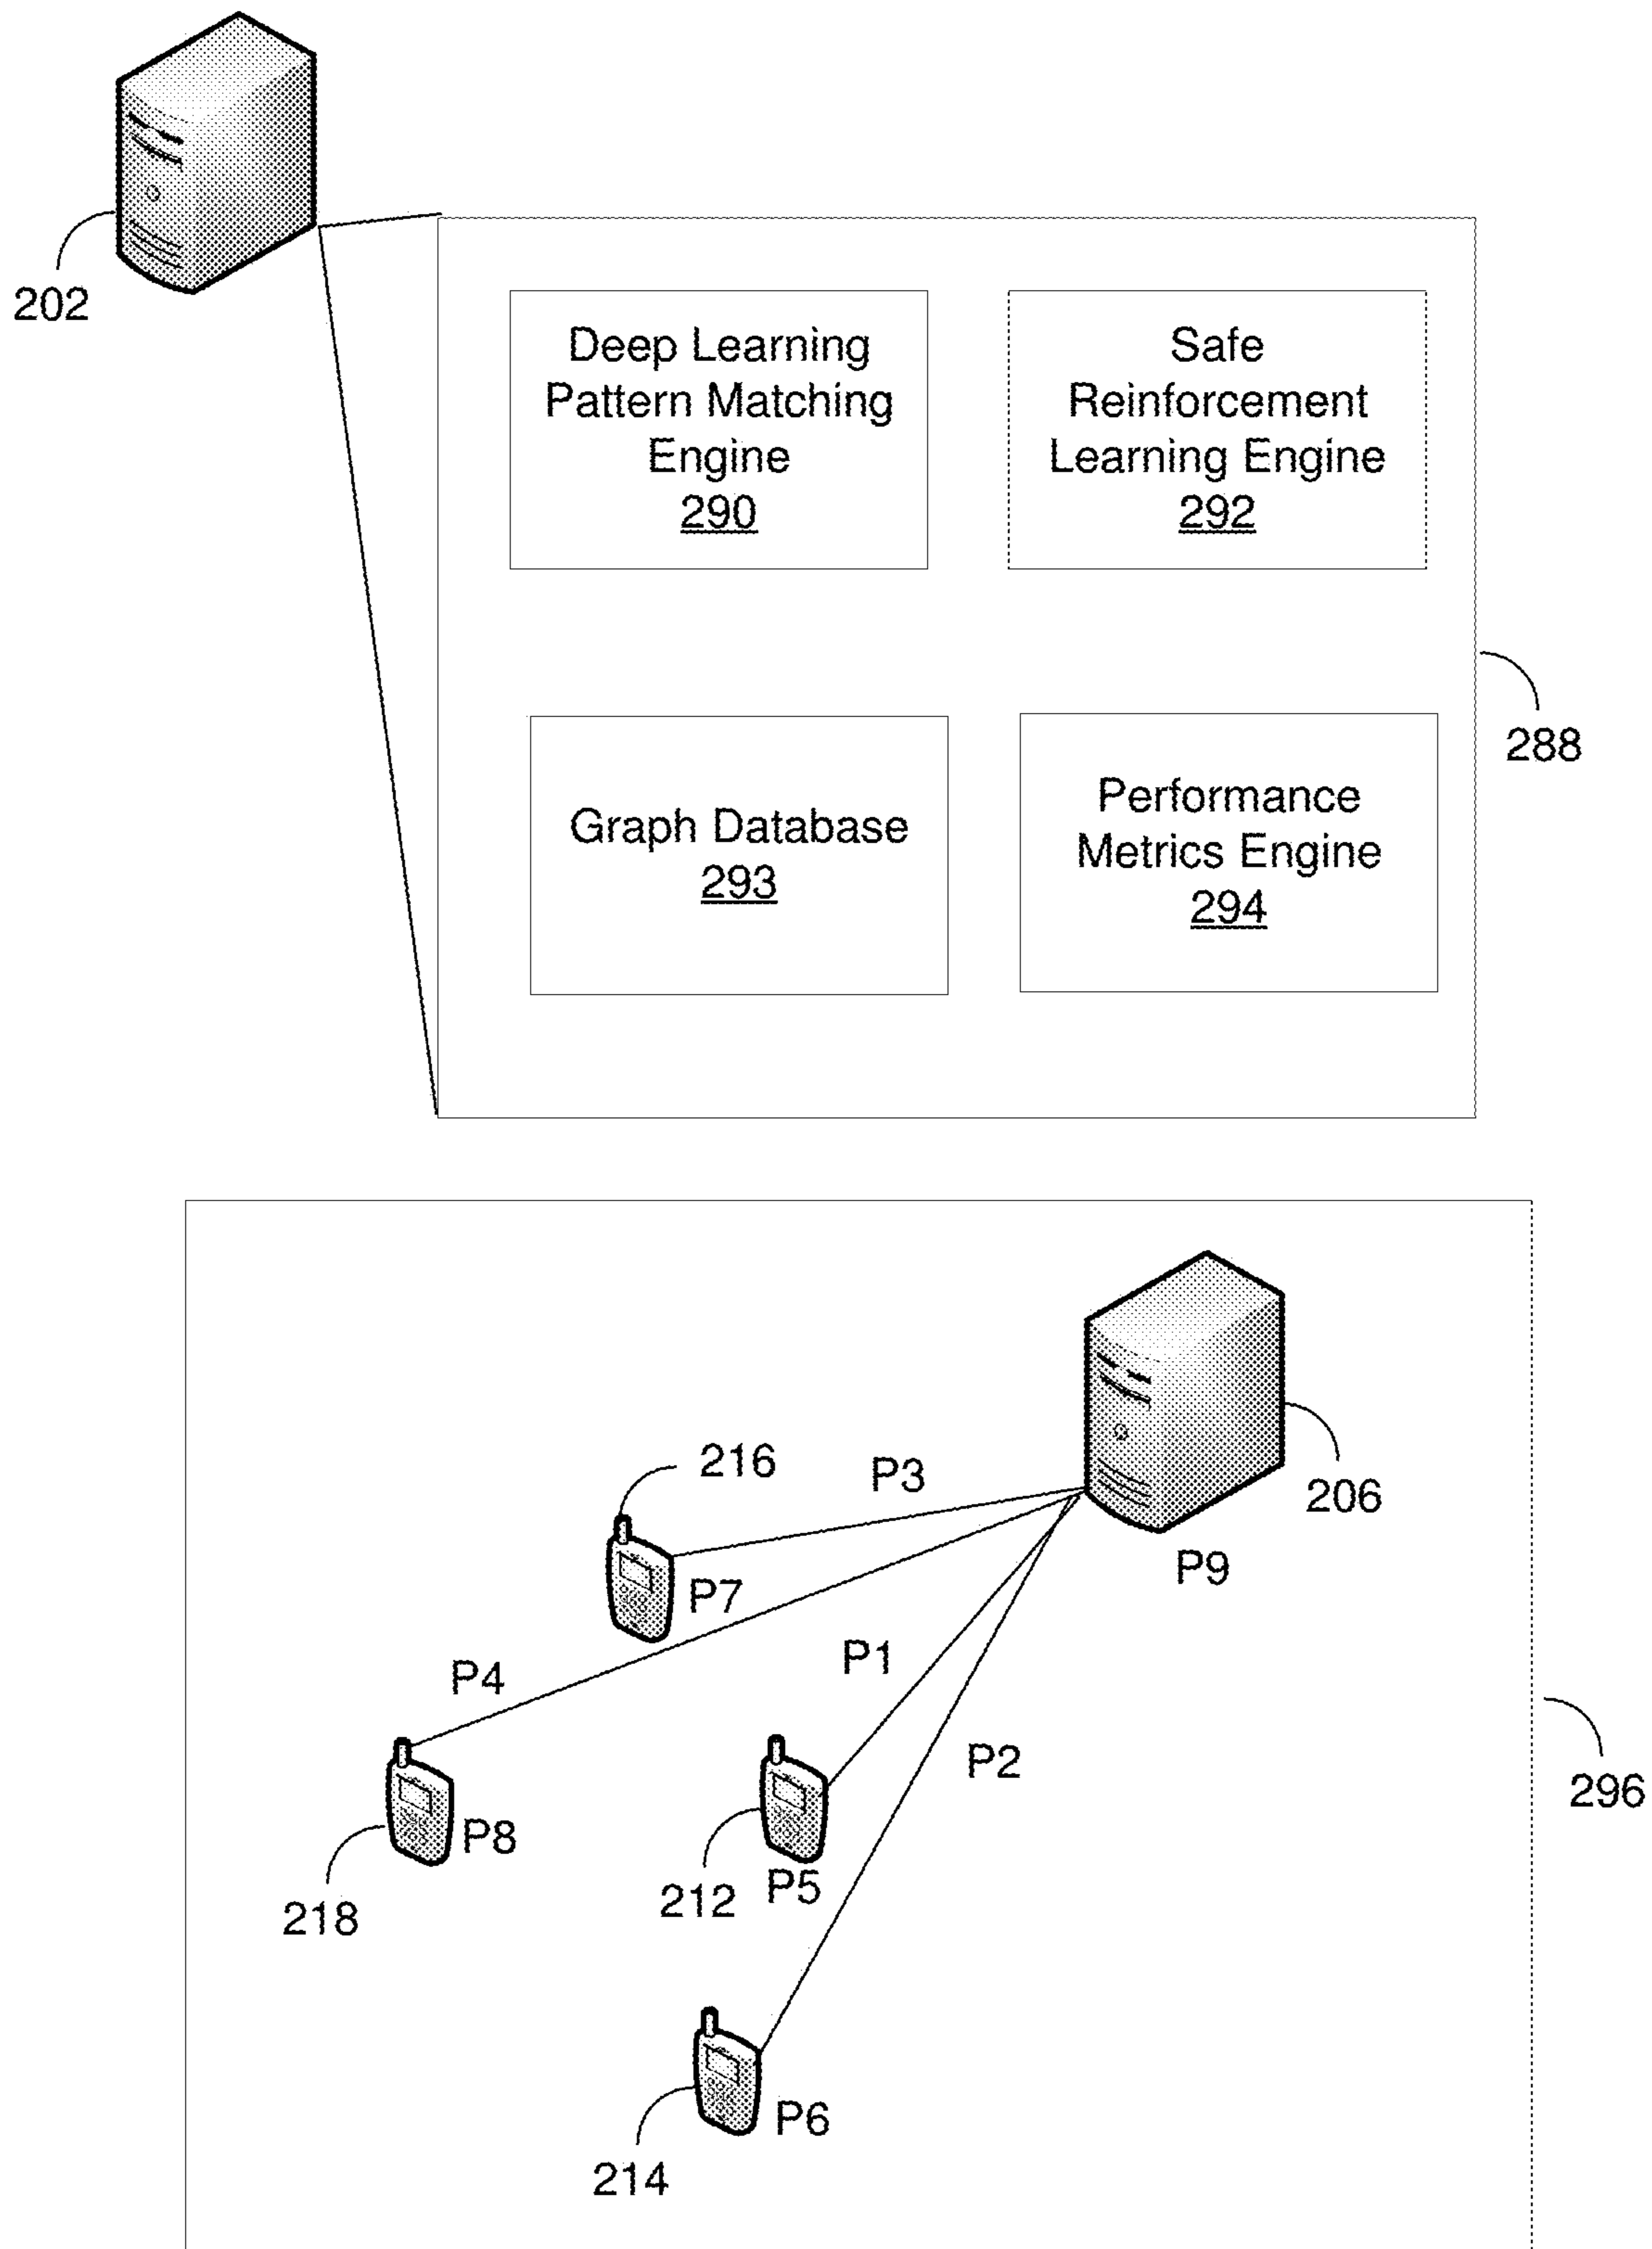 202
Deep Learning
Pattern Matching
Engine
290
Safe
Reinforcement
Learning Engine
292
288
Graph Database
293
Performance
Metrics Engine
294
216
P3
206
P7
P9
P1
P4
P2
296
P8
218
212
P5
P6
214